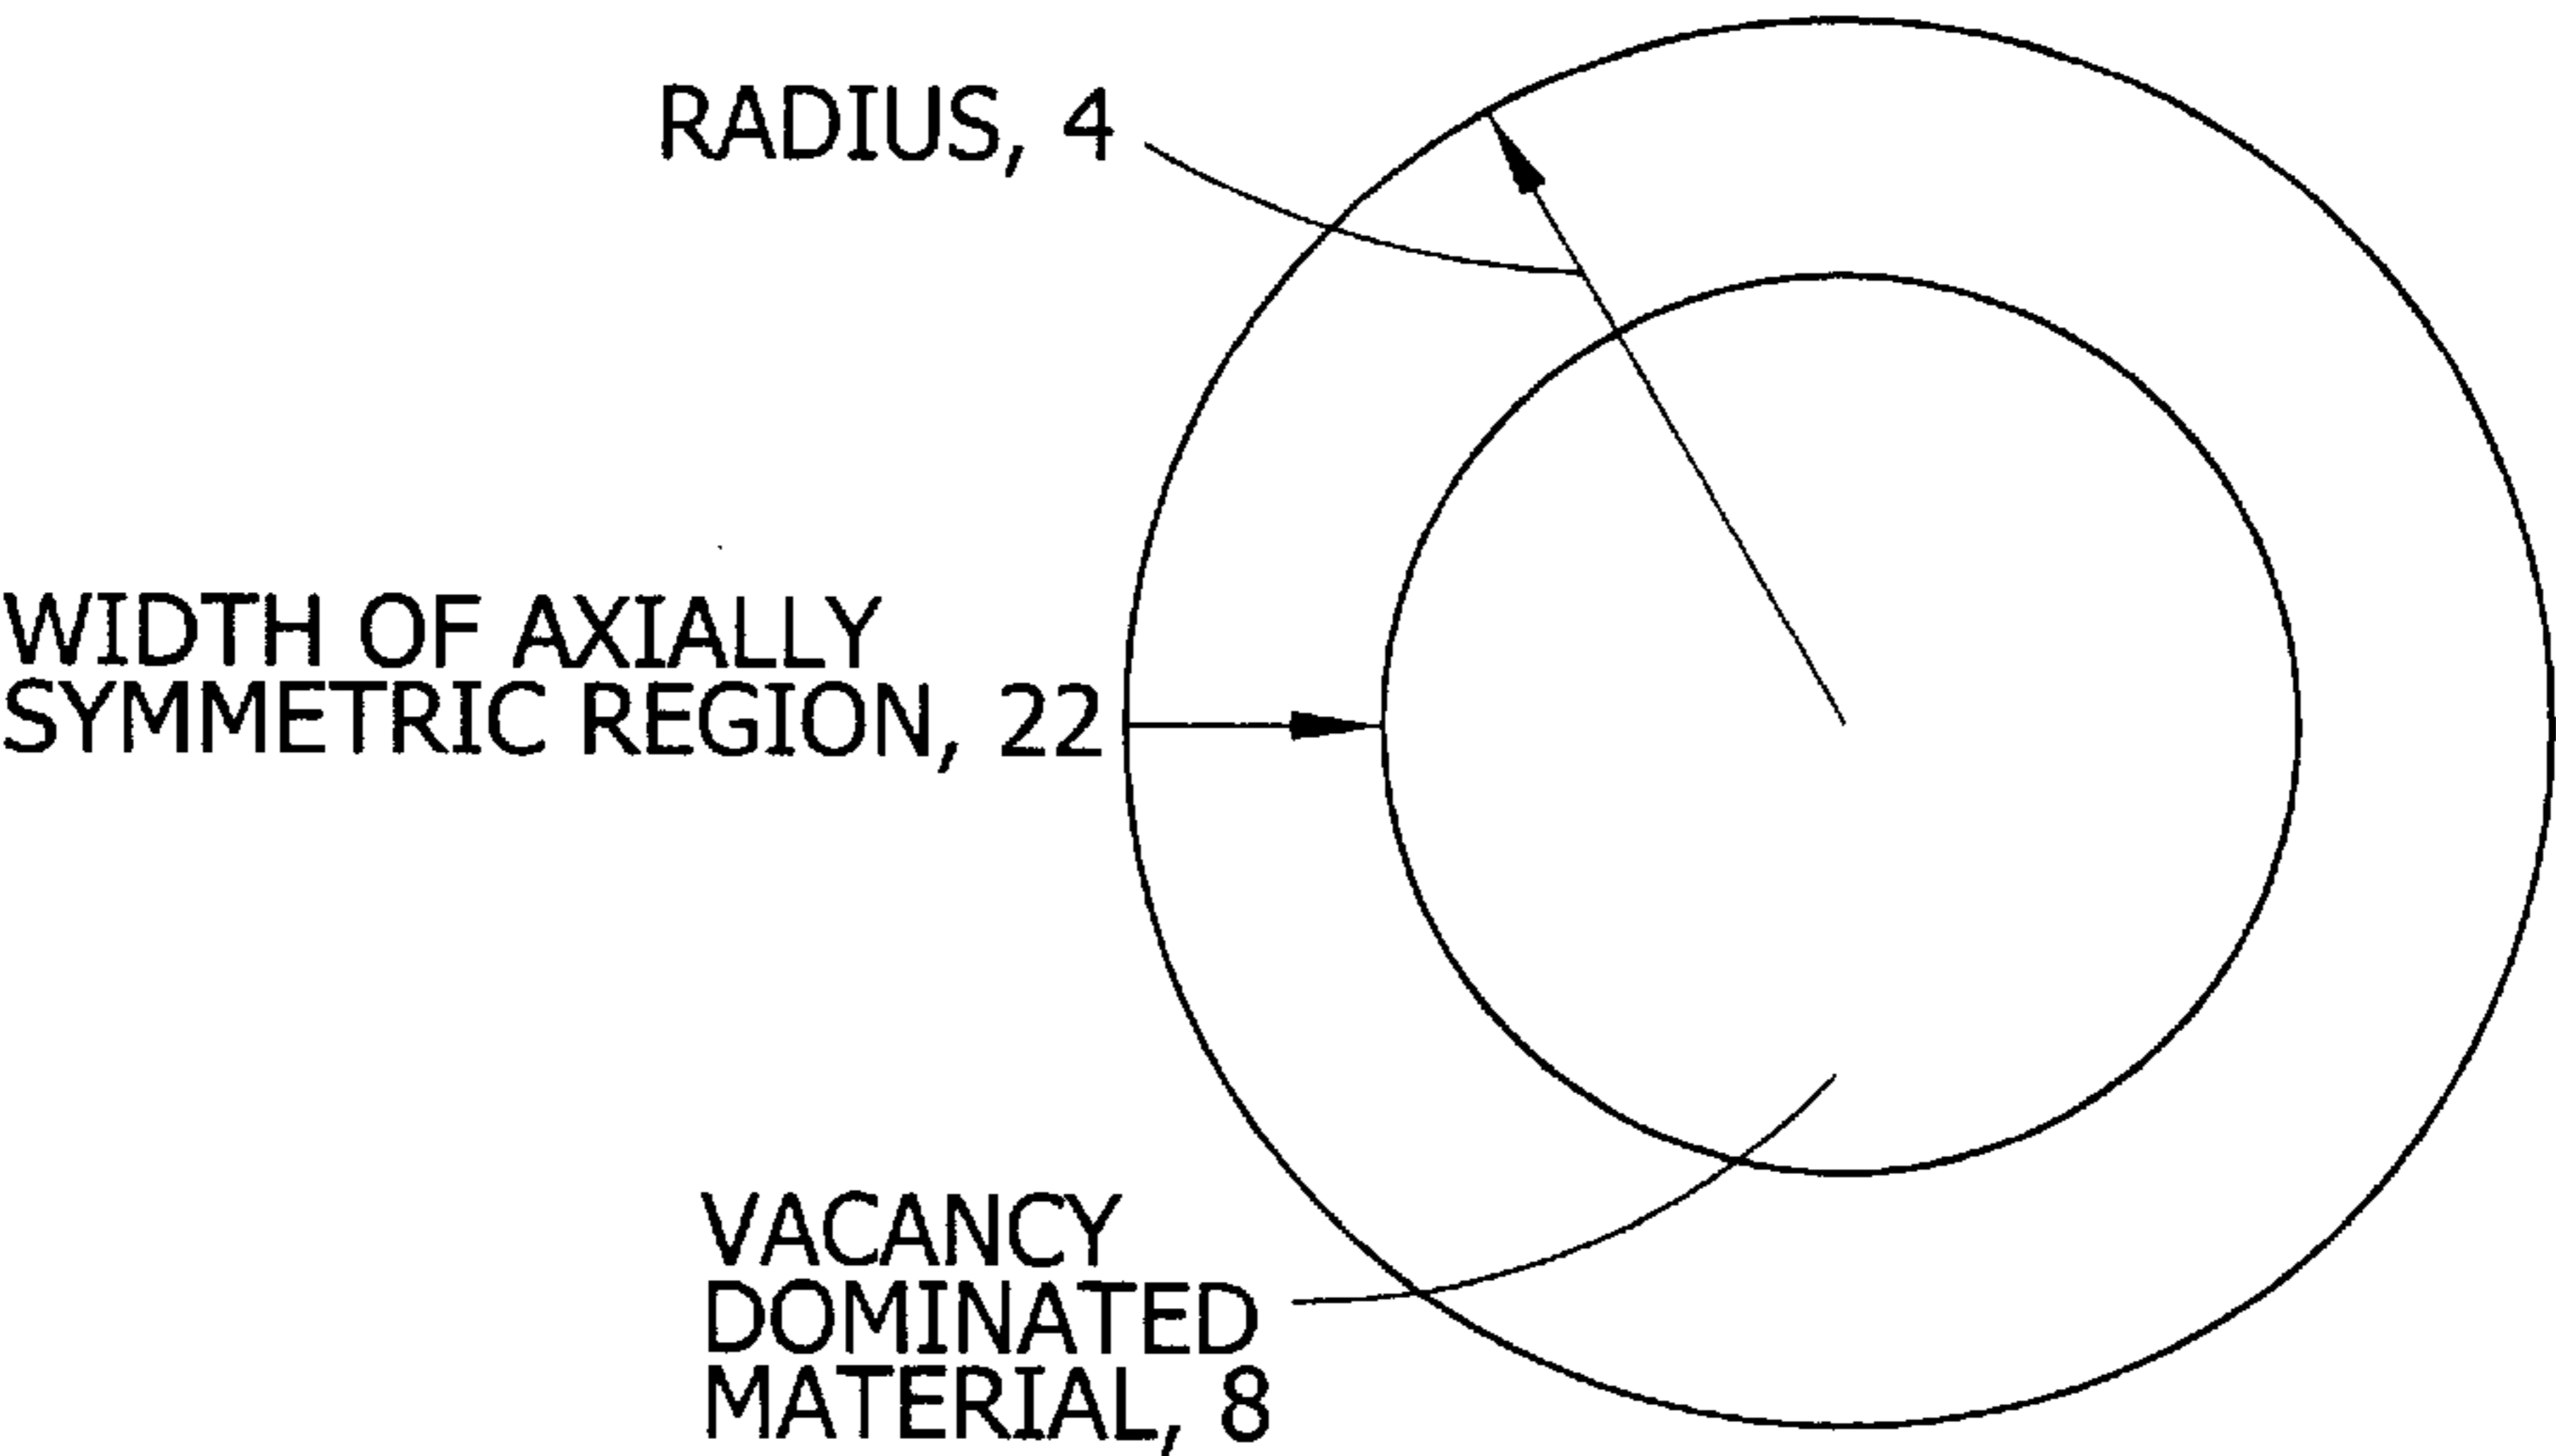 RADIUS, 4
WIDTH OF AXIALLY
SYMMETRIC REGION, 22
VACANCY
DOMINATED
MATERIAL, 8